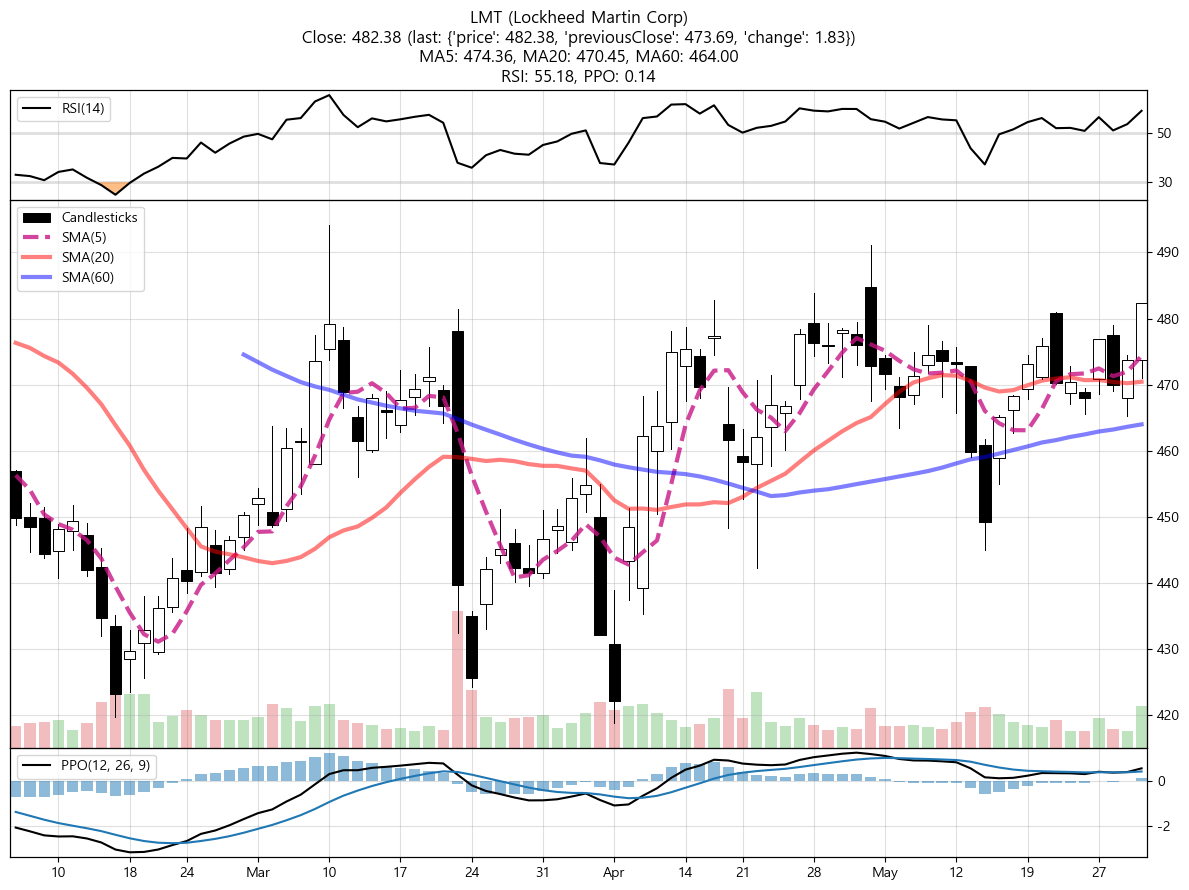 LMT (Lockheed Martin Corp)
Close: 482.38 (last: {'price': 482.38, 'previousClose': 473.69, 'change': 1.83})
MA5: 474.36, MA20: 470.45, MA60: 464.00
RSI: 55.18, PPO: 0.14
RSI(14)
50
30
Candlesticks
SMA(5)
SMA(20)
SMA(60)
490
480
470
460
450
440
430
420
PPO(12, 26, 9)
0
-2
10 18 24 Mar 10 17 24 31 Apr 14 21 28 May 12 19 27